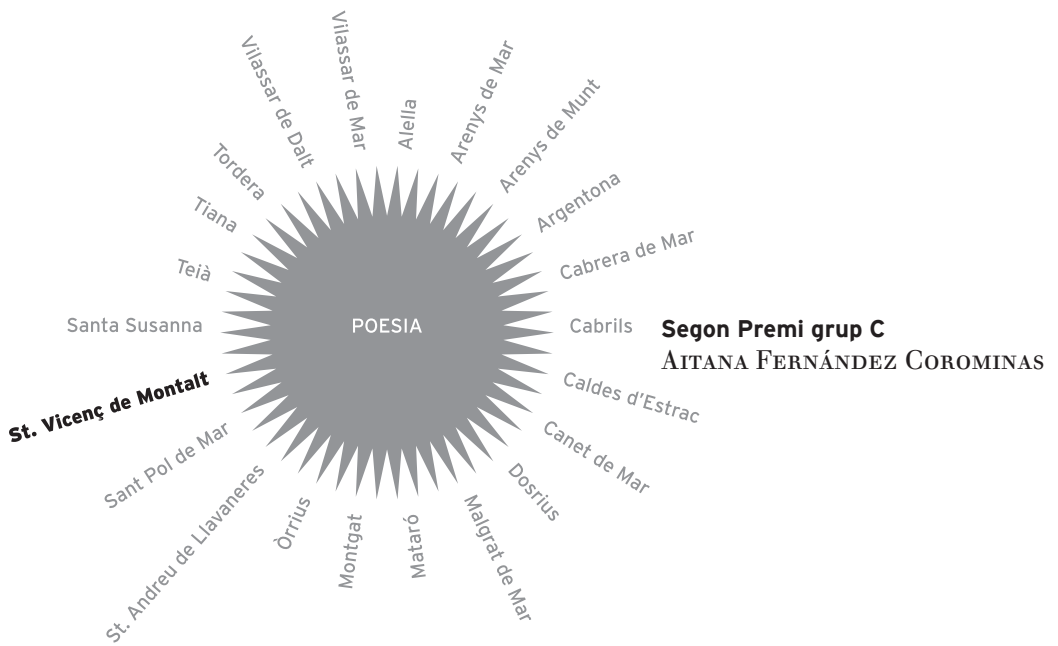 Alella
Arenys de Mar
Arenys de Munt
Argentona
Cabrera de Mar
Cabrils
Caldes d'Estrac
Canet de Mar
Dosrius
Malgrat de Mar
Mataró
Montgat
Òrrius
St. Andreu de Llavaneres
Sant Pol de Mar
St. Vicenç de Montalt
Santa Susanna
Teià
Tiana
Tordera
Vilassar de Dalt
Vilassar de Mar
POESIA
Segon Premi grup C
AITANA FERNÁNDEZ COROMINAS